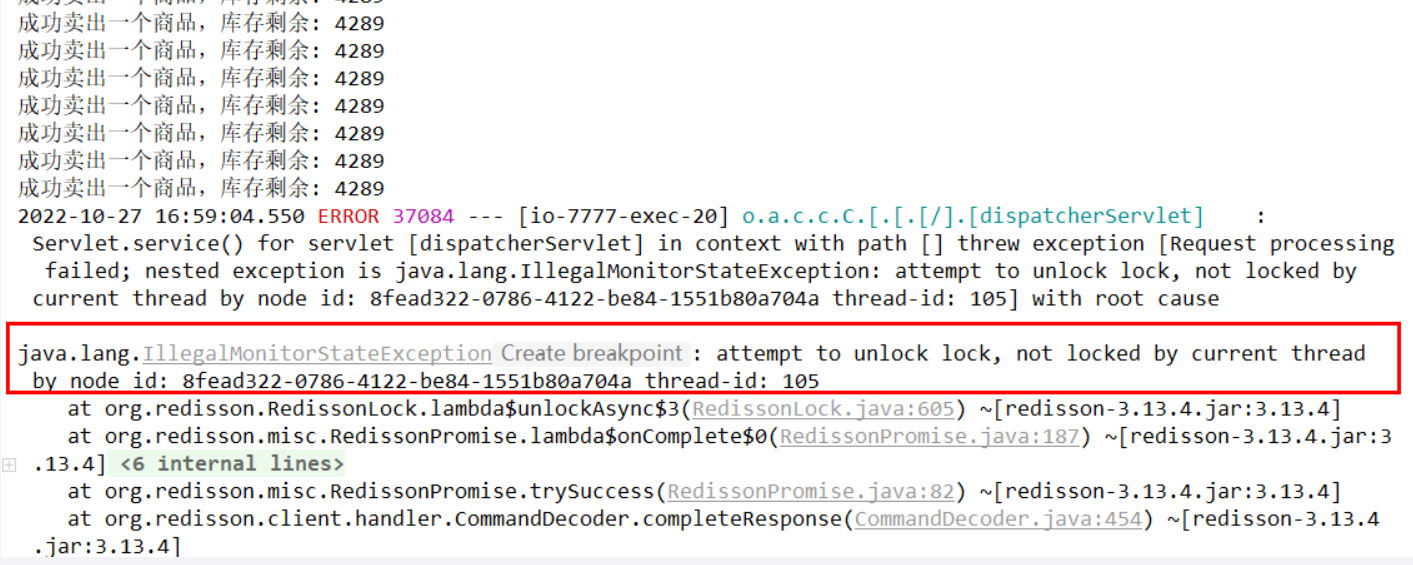 成功卖出一个商品，库存剩余: 4289
成功卖出一个商品，库存剩余: 4289
成功卖出一个商品，库存剩余: 4289
成功卖出一个商品，库存剩余: 4289
成功卖出一个商品，库存剩余: 4289
成功卖出一个商品，库存剩余: 4289
成功卖出一个商品，库存剩余: 4289
成功卖出一个商品，库存剩余: 4289
2022-10-27 16:59:04.550 ERROR 37084 --- [io-7777-exec-20] o.a.c.c.C.[.[.[/].[dispatcherServlet] :
Servlet.service() for servlet [dispatcherServlet] in context with path [] threw exception [Request processing
failed; nested exception is java.lang.IllegalMonitorStateException: attempt to unlock lock, not locked by
current thread by node id: 8fead322-0786-4122-be84-1551b80a704a thread-id: 105] with root cause
java.lang.IllegalMonitorStateException Create breakpoint : attempt to unlock lock, not locked by current thread
by node id: 8fead322-0786-4122-be84-1551b80a704a thread-id: 105
at org.redisson.RedissonLock.lambda$unlockAsync$3(RedissonLock.java:605) ~[redisson-3.13.4.jar:3.13.4]
at org.redisson.misc.RedissonPromise.lambda$onComplete$0(RedissonPromise.java:187) ~[redisson-3.13.4.jar:3
.13.4] <6 internal lines>
at org.redisson.misc.RedissonPromise.trySuccess(RedissonPromise.java:82) ~[redisson-3.13.4.jar:3.13.4]
at org.redisson.client.handler.CommandDecoder.completeResponse(CommandDecoder.java:454) ~[redisson-3.13.4
.jar:3.13.4]